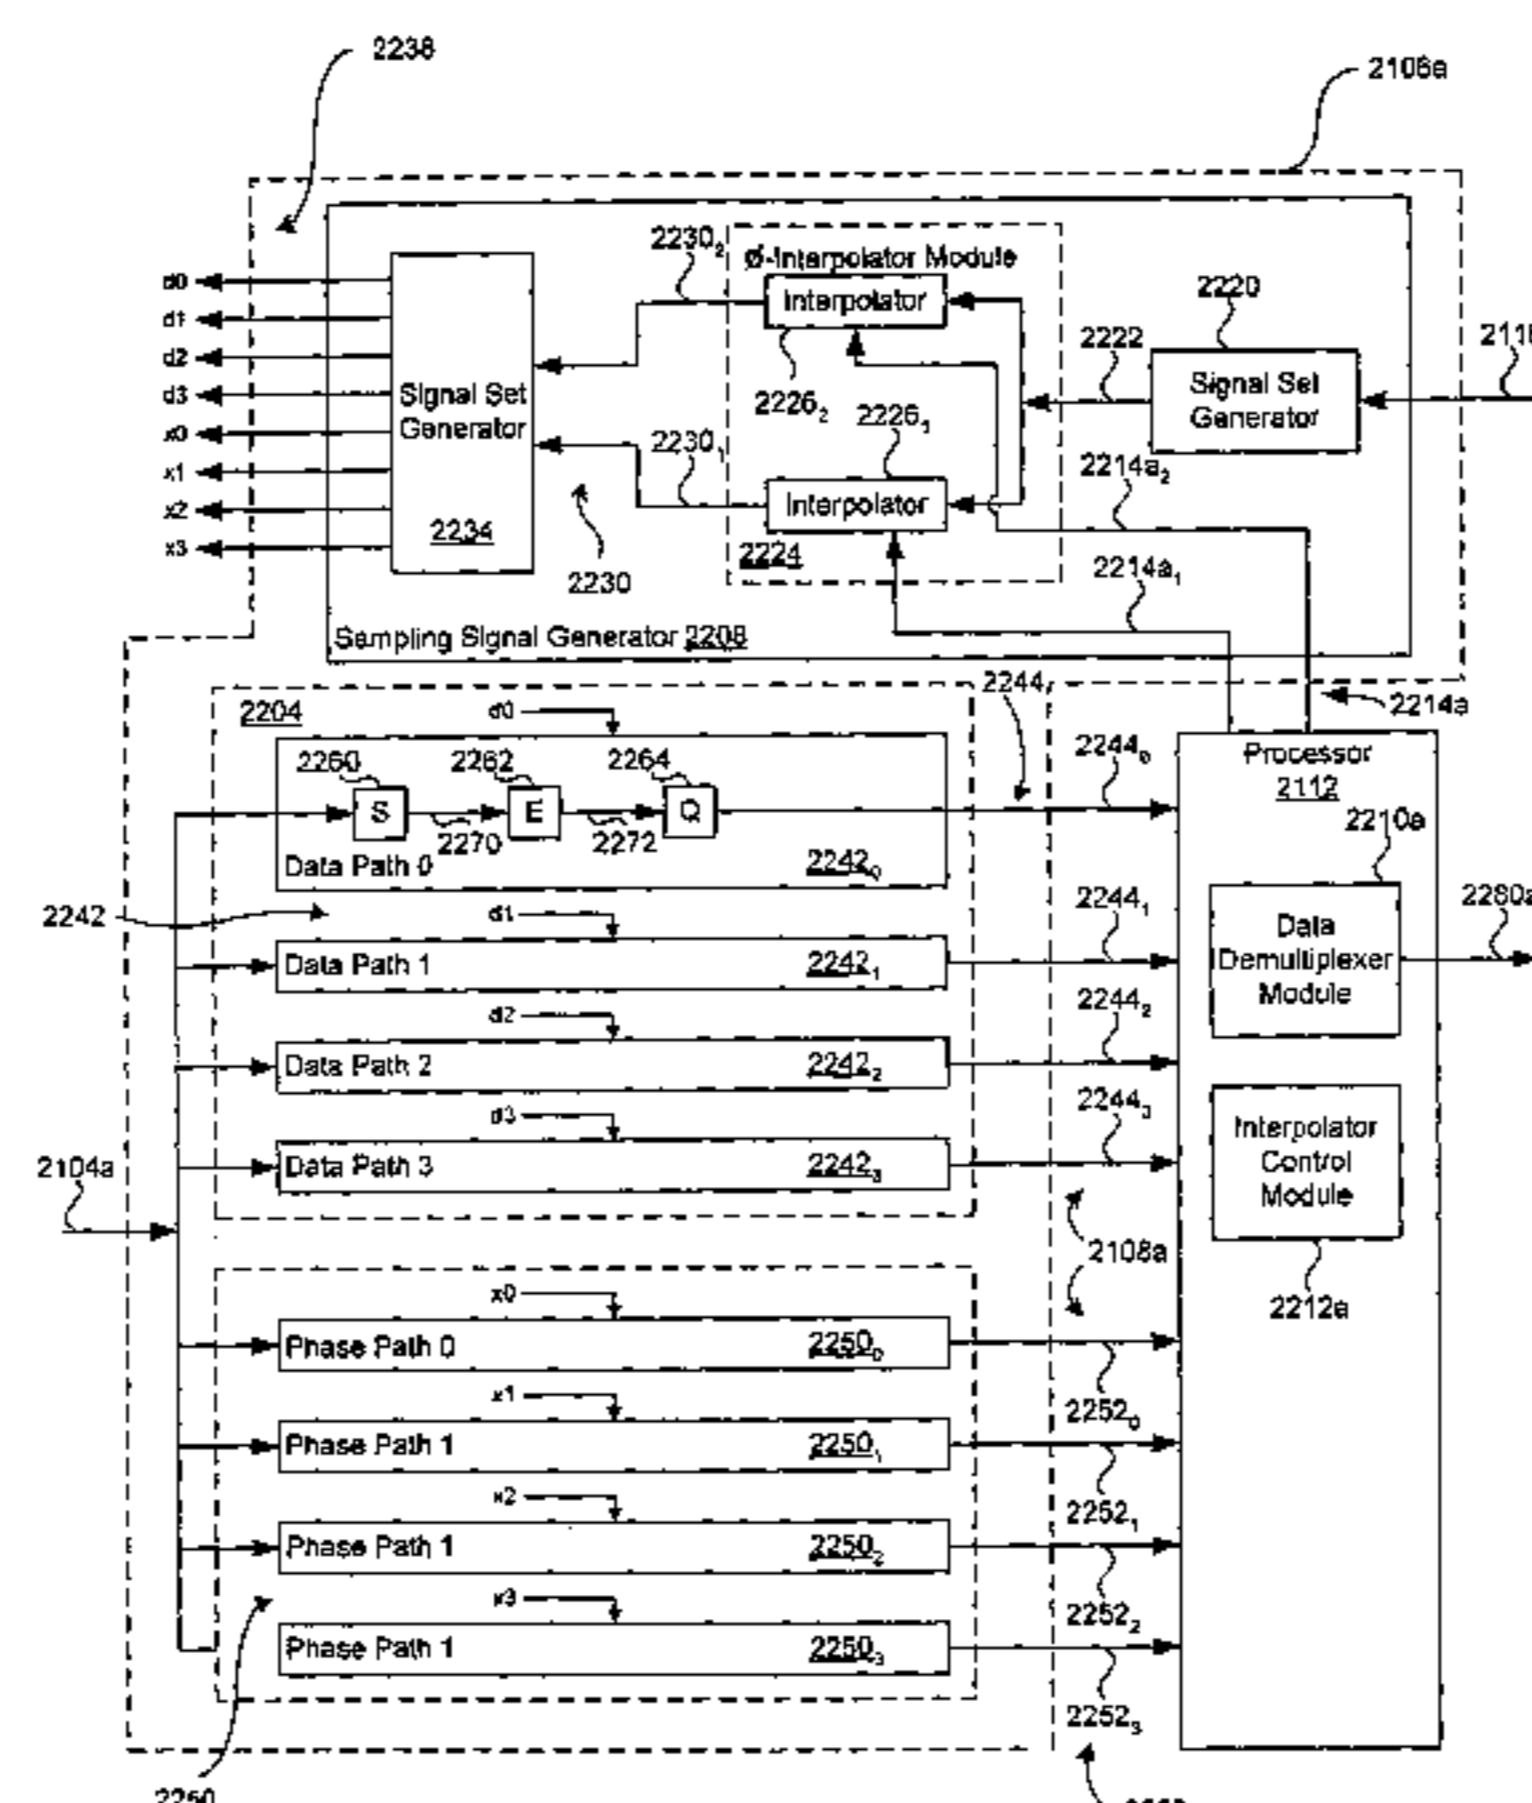 2238
2106a
2230₂
Ø-Interpolator Module
Interpolator
2226₂
2226₁
2222
2220
Signal Set
Generator
d0
d1
d2
d3
x0
x1
x2
x3
Signal Set
Generator
2234
2230₁
2230
Interpolator
2224
2214a₂
2214a₁
Sampling Signal Generator 2208
2214a
2204
d0
2244
2260
2262
2264
S
E
Q
2270
2272
Data Path 0
2242₀
2244₀
Processor
2112
2210a
Data
Demultiplexer
Module
2280a
2242
d1
Data Path 1
2242₁
2244₁
d2
Data Path 2
2242₂
2244₂
d3
Data Path 3
2242₃
2244₃
2104a
2108a
Interpolator
Control
Module
2212a
x0
Phase Path 0
2250₀
2252₀
x1
Phase Path 1
2250₁
2252₁
x2
Phase Path 1
2250₂
2252₂
x3
Phase Path 1
2250₃
2252₃
2250